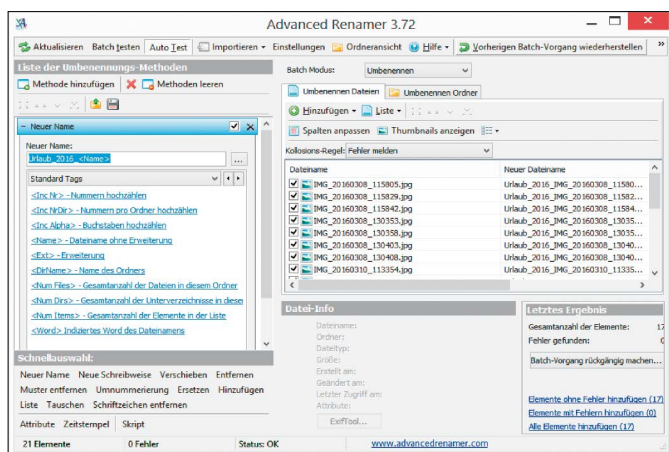 Advanced Renamer 3.72
Aktualisieren Batch testen Auto Test Importieren Einstellungen Ordneransicht Hilfe Vorherigen Batch-Vorgang wiederherstellen »
Liste der Umbenennungs-Methoden
Methode hinzufügen Methoden leeren
Neuer Name
Neuer Name:
Urlaub_2016_<Name>
...
Standard Tags
<Inc Nr> - Nummern hochzählen
<Inc NrDir> - Nummern pro Ordner hochzählen
<Inc Alpha> - Buchstaben hochzählen
<Name> - Dateiname ohne Erweiterung
<Ext> - Erweiterung
<DirName> - Name des Ordners
<Num Files> - Gesamtanzahl der Dateien in diesem Ordner
<Num Dirs> - Gesamtanzahl der Unterverzeichnisse in diesem
<Num Items> - Gesamtanzahl der Elemente in der Liste
<Word> Indiziertes Word des Dateinamens
Schnellauswahl:
Neuer Name Neue Schreibweise Verschieben Entfernen
Muster entfernen Umnummerierung Ersetzen Hinzufügen
Liste Tauschen Schriftzeichen entfernen
Attribute Zeitstempel Skript
Batch Modus: Umbenennen
Umbenennen Dateien Umbenennen Ordner
Hinzufügen Liste
Spalten anpassen Thumbnails anzeigen
Kollosions-Regel: Fehler melden
Dateiname Neuer Dateiname
IMG_20160308_115805.jpg Urlaub_2016_IMG_20160308_11580...
IMG_20160308_115829.jpg Urlaub_2016_IMG_20160308_11582...
IMG_20160308_115842.jpg Urlaub_2016_IMG_20160308_11584...
IMG_20160308_130353.jpg Urlaub_2016_IMG_20160308_13035...
IMG_20160308_130358.jpg Urlaub_2016_IMG_20160308_13035...
IMG_20160308_130403.jpg Urlaub_2016_IMG_20160308_13040...
IMG_20160308_130408.jpg Urlaub_2016_IMG_20160308_13040...
IMG_20160310_113354.jpg Urlaub_2016_IMG_20160310_11335...
Datei-Info
Dateiname:
Ordner:
Dateityp:
Größe:
Erstellt am:
Geändert am:
Letzter Zugriff am:
Attribute:
ExifTool...
Letztes Ergebnis
Gesamtanzahl der Elemente: 17
Fehler gefunden: 0
Batch-Vorgang rückgängig machen...
Elemente ohne Fehler hinzufügen (17)
Elemente mit Fehlern hinzufügen (0)
Alle Elemente hinzufügen (17)
21 Elemente 0 Fehler Status: OK www.advancedrenamer.com